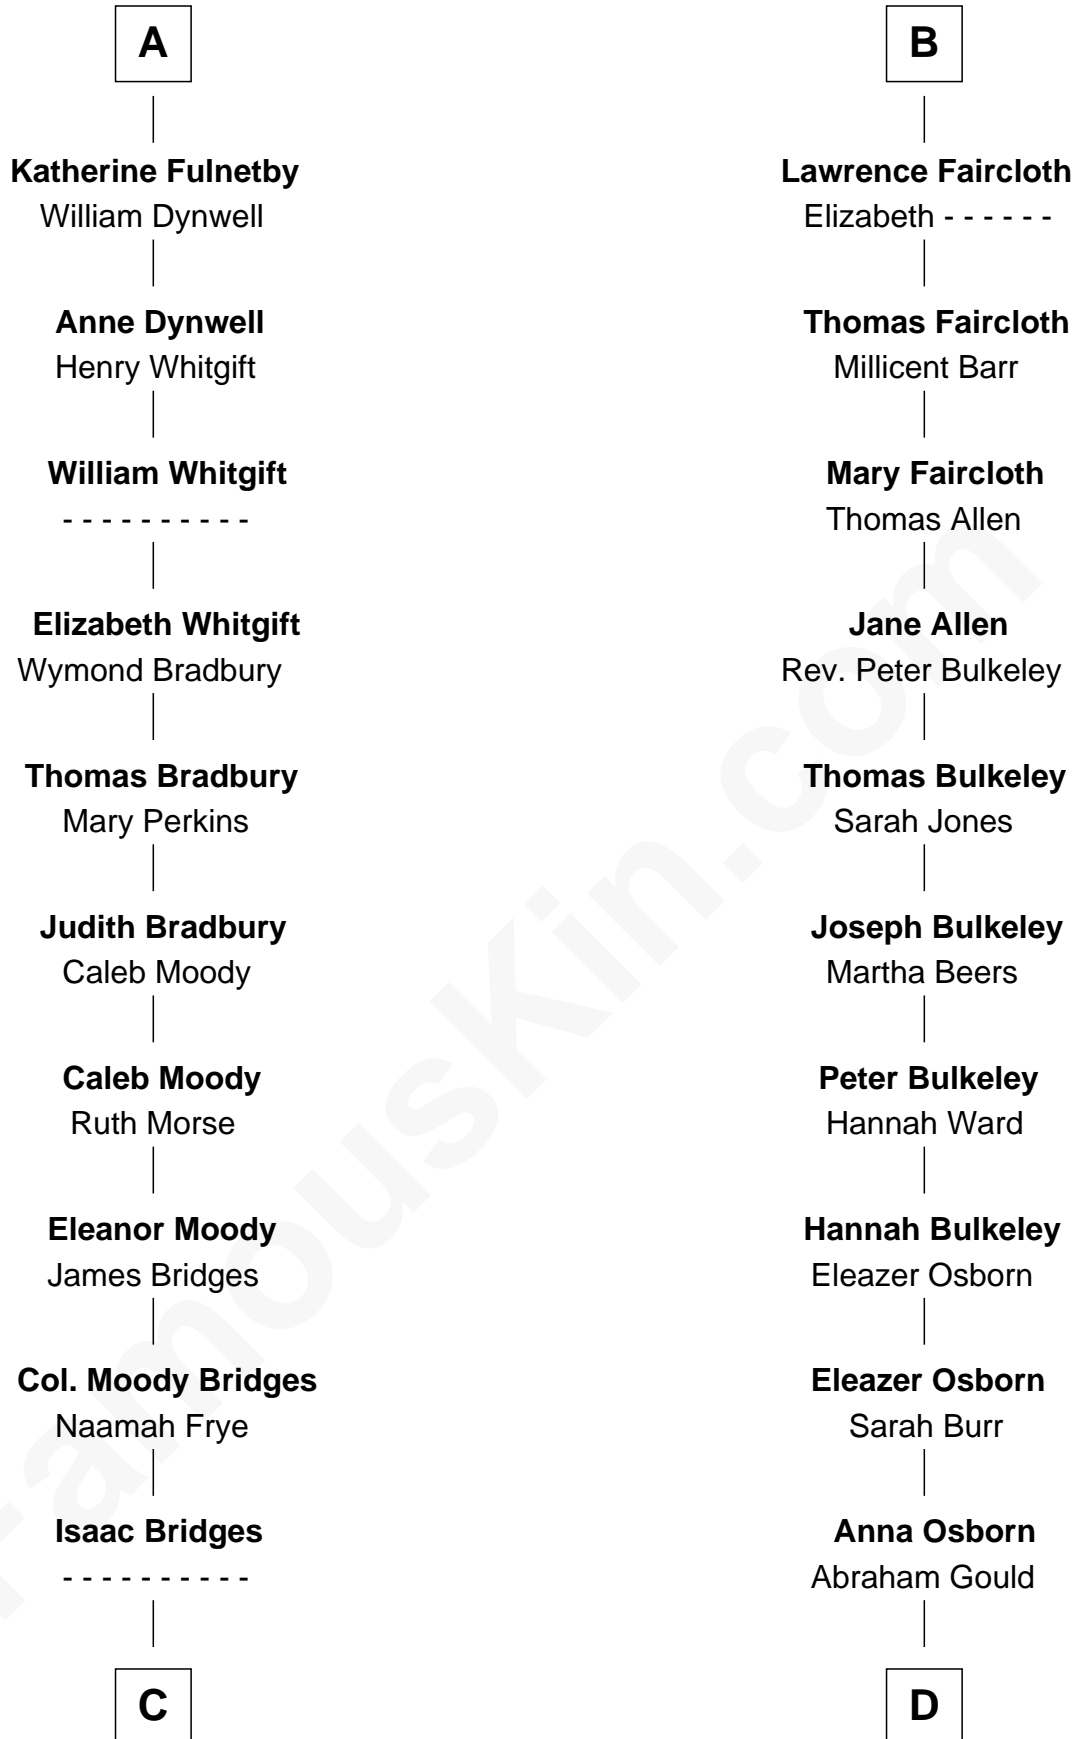 A
Katherine Fulnetby
William Dynwell
Anne Dynwell
Henry Whitgift
William Whitgift
- - - - - - - - - -
Elizabeth Whitgift
Wymond Bradbury
Thomas Bradbury
Mary Perkins
Judith Bradbury
Caleb Moody
Caleb Moody
Ruth Morse
Eleanor Moody
James Bridges
Col. Moody Bridges
Naamah Frye
Isaac Bridges
- - - - - - - - - -
C
B
Lawrence Faircloth
Elizabeth - - - - - -
Thomas Faircloth
Millicent Barr
Mary Faircloth
Thomas Allen
Jane Allen
Rev. Peter Bulkeley
Thomas Bulkeley
Sarah Jones
Joseph Bulkeley
Martha Beers
Peter Bulkeley
Hannah Ward
Hannah Bulkeley
Eleazer Osborn
Eleazer Osborn
Sarah Burr
Anna Osborn
Abraham Gould
D
FamousKin.com